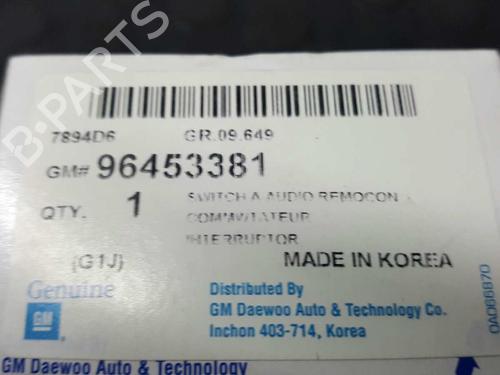 7894D6 GR.09.649
GM# 96453381
QTY. 1 SWITCH A-AUDIO REMOCON
COMMUTATEUR
INTERRUPTOR
(G1J) MADE IN KOREA
Genuine
GM
Distributed By
GM Daewoo Auto & Technology Co.
Inchon 403-714, Korea
GM Daewoo Auto & Technology
B-PARTS